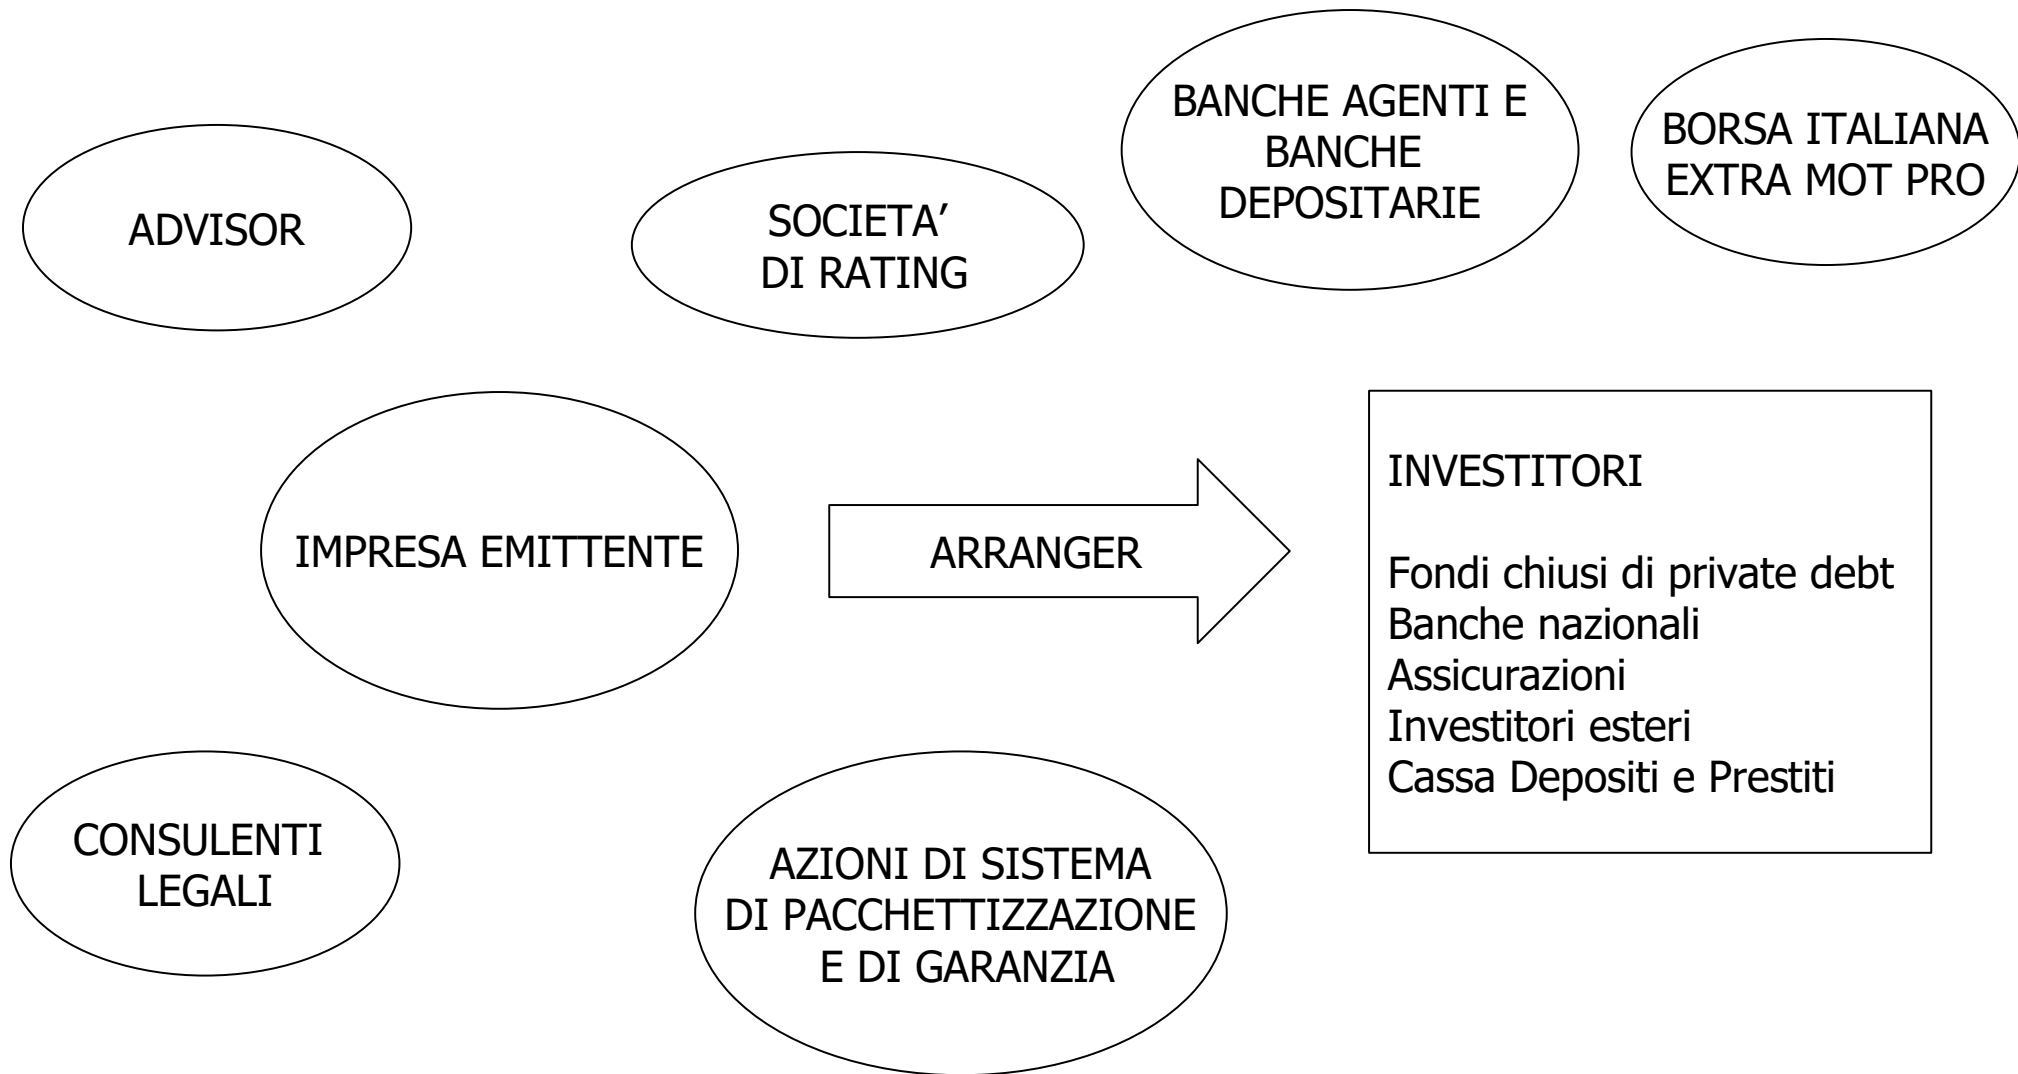 ADVISOR
SOCIETA’
DI RATING
BANCHE AGENTI E
BANCHE
DEPOSITARIE
BORSA ITALIANA
EXTRA MOT PRO
IMPRESA EMITTENTE
ARRANGER
INVESTITORI
Fondi chiusi di private debt
Banche nazionali
Assicurazioni
Investitori esteri
Cassa Depositi e Prestiti
CONSULENTI
LEGALI
AZIONI DI SISTEMA
DI PACCHETTIZZAZIONE
E DI GARANZIA